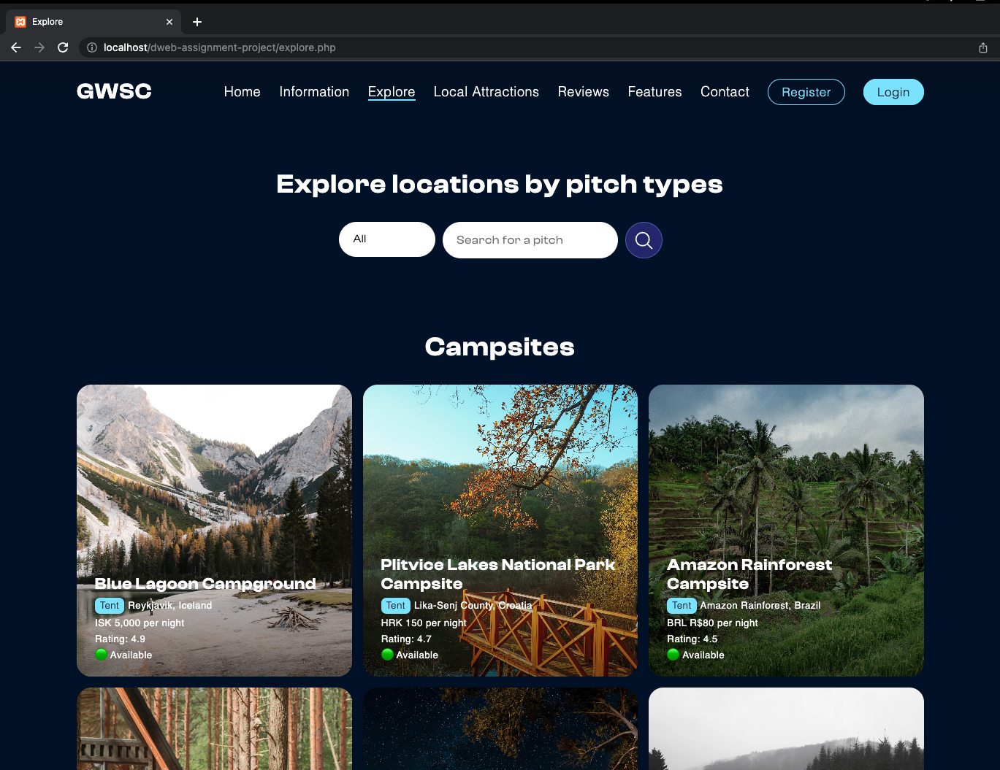 Explore
localhost/dweb-assignment-project/explore.php
GWSC
Home Information Explore Local Attractions Reviews Features Contact Register Login
Explore locations by pitch types
All Search for a pitch
Campsites
Blue Lagoon Campground
Tent Reykjavik, Iceland
ISK 5,000 per night
Rating: 4.9
Available
Plitvice Lakes National Park
Campsite
Tent Lika-Senj County, Croatia
HRK 150 per night
Rating: 4.7
Available
Amazon Rainforest
Campsite
Tent Amazon Rainforest, Brazil
BRL R$80 per night
Rating: 4.5
Available